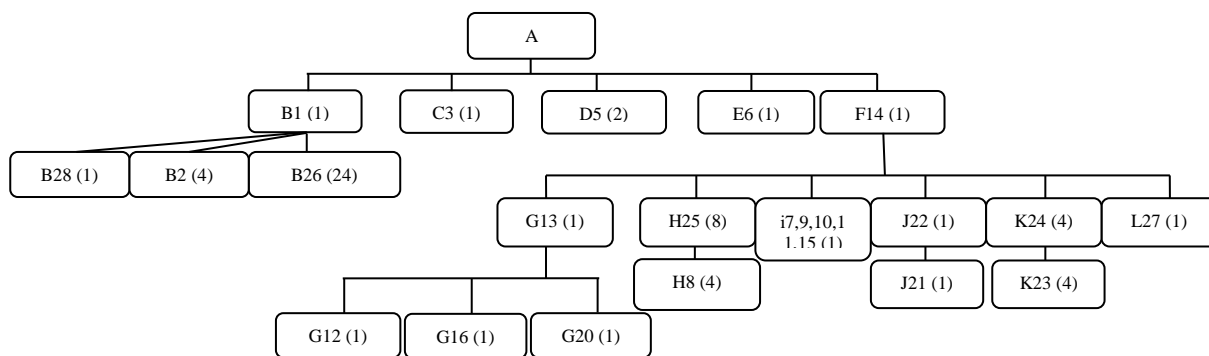 A
B1 (1)
C3 (1)
D5 (2)
E6 (1)
F14 (1)
B28 (1)
B2 (4)
B26 (24)
G13 (1)
H25 (8)
i7,9,10,1
1,15 (1)
J22 (1)
K24 (4)
L27 (1)
H8 (4)
J21 (1)
K23 (4)
G12 (1)
G16 (1)
G20 (1)